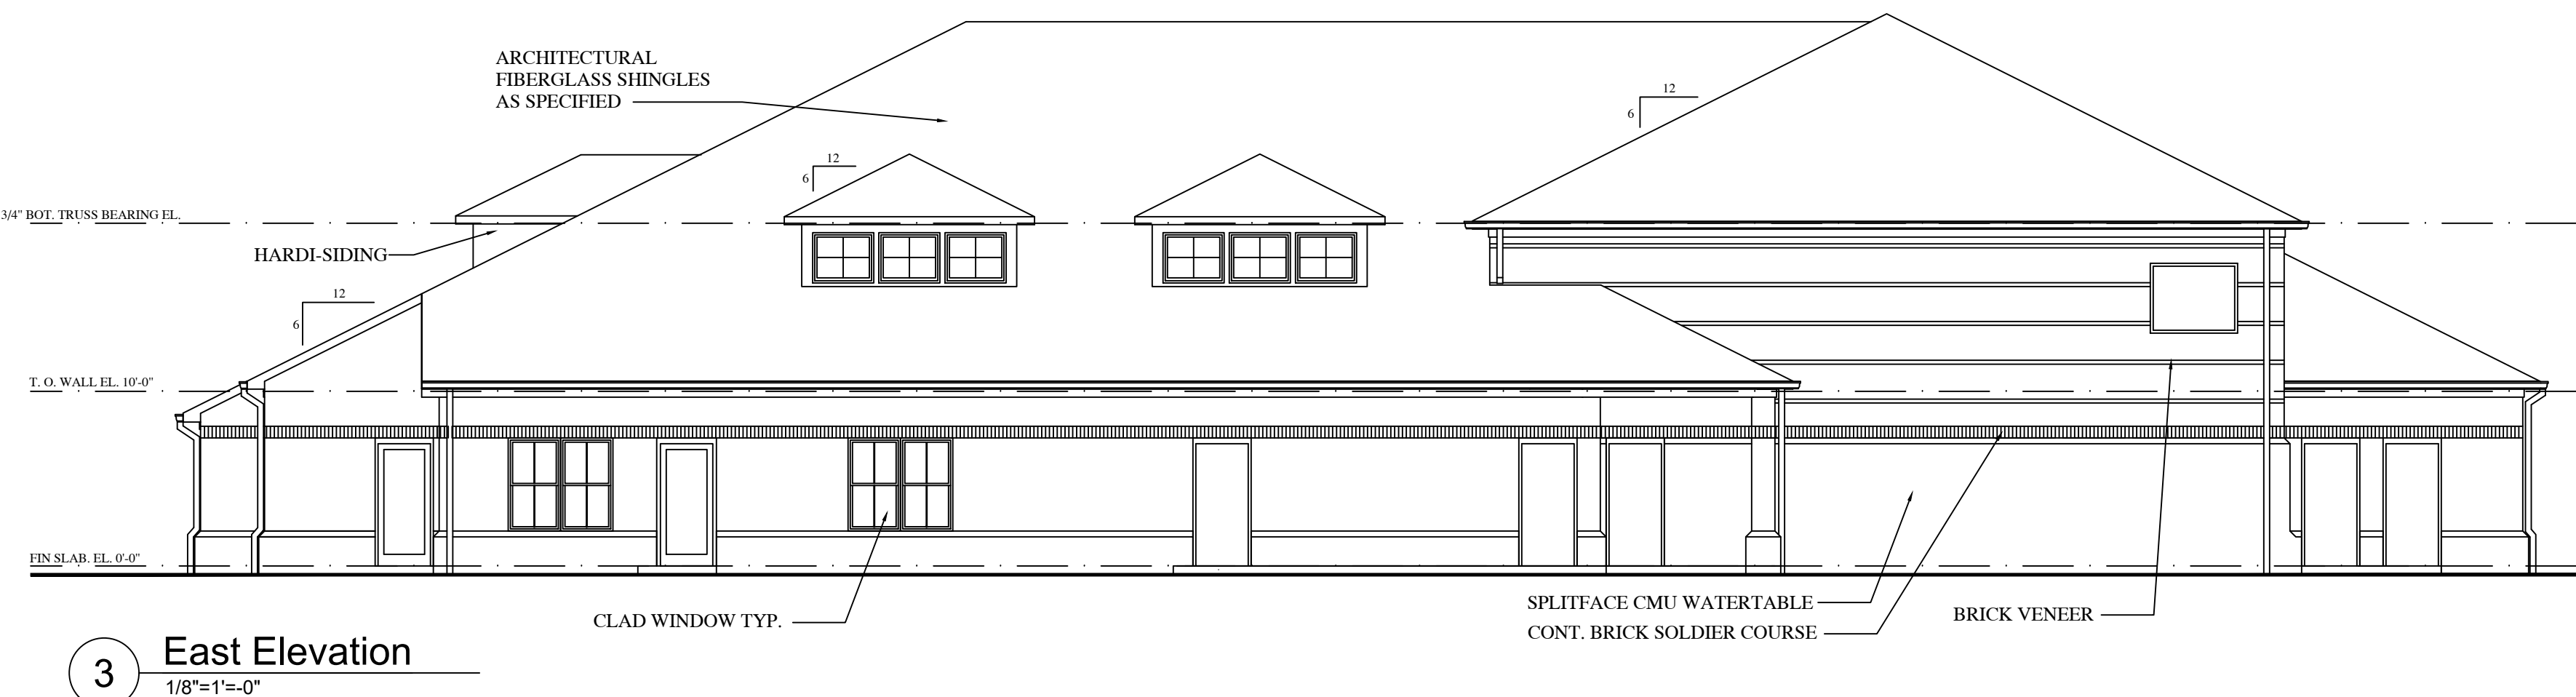 ARCHITECTURAL
FIBERGLASS SHINGLES
AS SPECIFIED
12
6
12
6
3/4" BOT. TRUSS BEARING EL.
HARDI-SIDING
12
6
T. O. WALL EL. 10'-0"
FIN SLAB. EL. 0'-0"
CLAD WINDOW TYP.
SPLITFACE CMU WATERTABLE
CONT. BRICK SOLDIER COURSE
BRICK VENEER
3
East Elevation
1/8"=1'=-0"